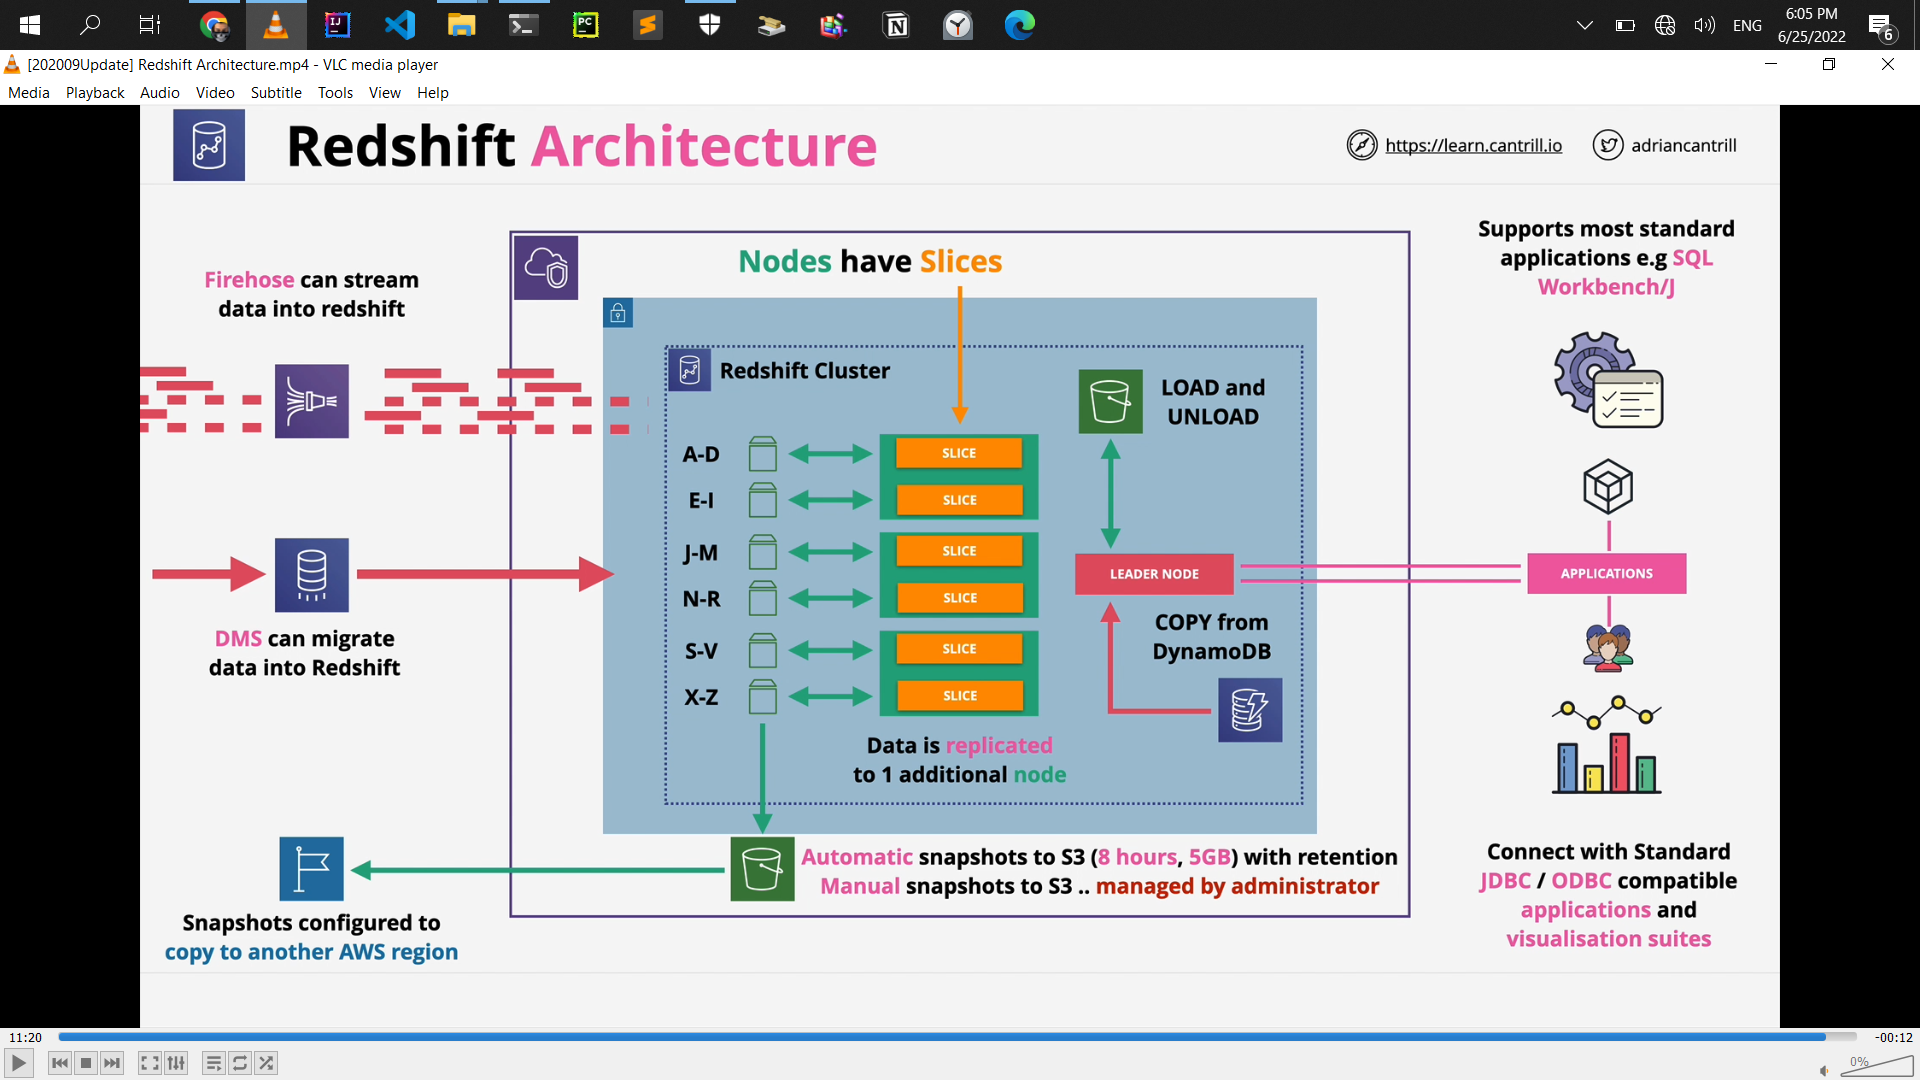 ENG
6:05 PM
6/25/2022
6
[202009Update] Redshift Architecture.mp4 - VLC media player
Media Playback Audio Video Subtitle Tools View Help
Redshift Architecture
https://learn.cantrill.io
adriancantrill
Firehose can stream
data into redshift
DMS can migrate
data into Redshift
Snapshots configured to
copy to another AWS region
Nodes have Slices
Redshift Cluster
A-D
SLICE
E-I
SLICE
J-M
SLICE
N-R
SLICE
S-V
SLICE
X-Z
SLICE
Data is replicated
to 1 additional node
LOAD and
UNLOAD
LEADER NODE
COPY from
DynamoDB
Automatic snapshots to S3 (8 hours, 5GB) with retention
Manual snapshots to S3 .. managed by administrator
Supports most standard
applications e.g SQL
Workbench/J
APPLICATIONS
Connect with Standard
JDBC / ODBC compatible
applications and
visualisation suites
11:20
-00:12
0%